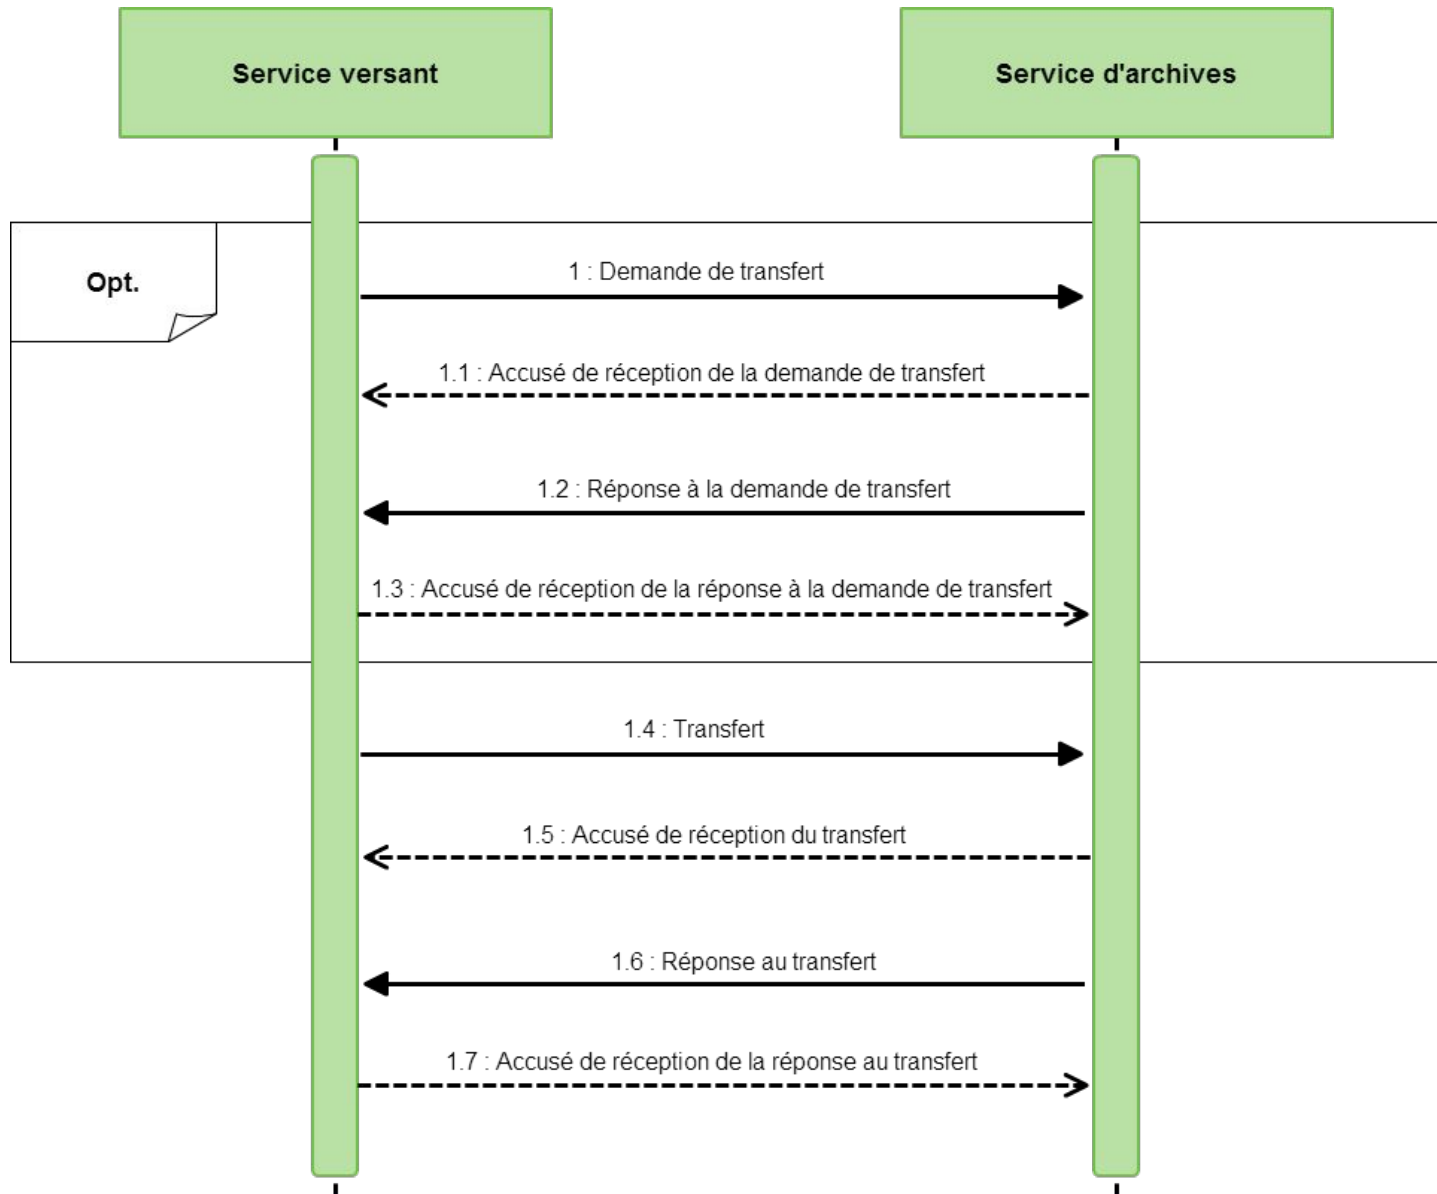 Service versant
Service d'archives
Opt.
1 : Demande de transfert
1.1 : Accusé de réception de la demande de transfert
1.2 : Réponse à la demande de transfert
1.3 : Accusé de réception de la réponse à la demande de transfert
1.4 : Transfert
1.5 : Accusé de réception du transfert
1.6 : Réponse au transfert
1.7 : Accusé de réception de la réponse au transfert